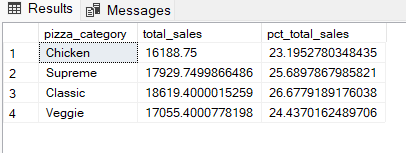 Results Messages
pizza_category total_sales pct_total_sales
1 Chicken 16188.75 23.1952780348435
2 Supreme 17929.7499866486 25.6897867985821
3 Classic 18619.4000015259 26.6779189176038
4 Veggie 17055.4000778198 24.4370162489706